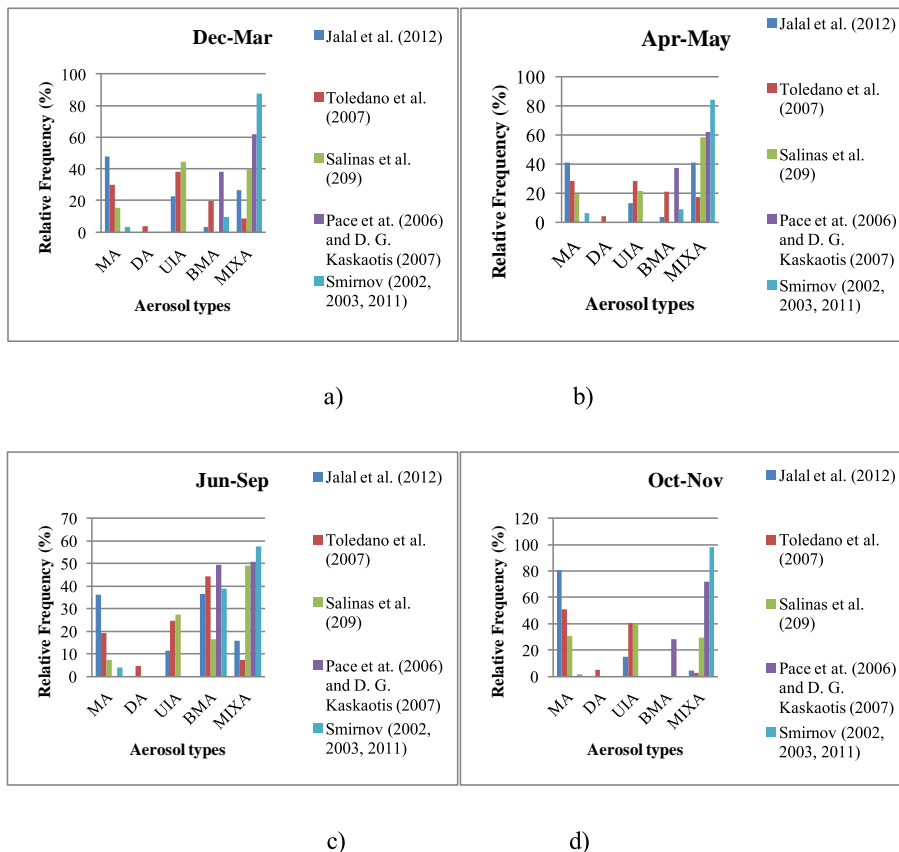 Dec-Mar
Relative Frequency (%)
100
80
60
40
20
0
MA
DA
UIA
BMA
MIXA
Aerosol types
Jalal et al. (2012)
Toledano et al.
(2007)
Salinas et al.
(209)
Pace et at. (2006)
and D. G.
Kaskaotis (2007)
Smirnov (2002,
2003, 2011)
a)
Apr-May
Relative Frequency (%)
100
80
60
40
20
0
MA
DA
UIA
BMA
MIXA
Aerosol types
Jalal et al. (2012)
Toledano et al.
(2007)
Salinas et al.
(209)
Pace et at. (2006)
and D. G.
Kaskaotis (2007)
Smirnov (2002,
2003, 2011)
b)
Jun-Sep
Relative Frequency (%)
70
60
50
40
30
20
10
0
MA
DA
UIA
BMA
MIXA
Aerosol types
Jalal et al. (2012)
Toledano et al.
(2007)
Salinas et al.
(209)
Pace et at. (2006)
and D. G.
Kaskaotis (2007)
Smirnov (2002,
2003, 2011)
c)
Oct-Nov
Relative Frequency (%)
120
100
80
60
40
20
0
MA
DA
UIA
BMA
MIXA
Aerosol types
Jalal et al. (2012)
Toledano et al.
(2007)
Salinas et al.
(209)
Pace et at. (2006)
and D. G.
Kaskaotis (2007)
Smirnov (2002,
2003, 2011)
d)